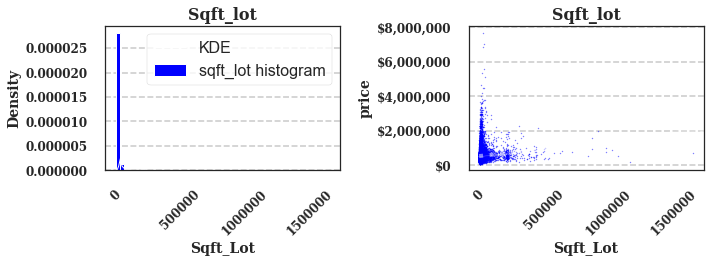 Sqft_lot
Density
0.000025
0.000020
0.000015
0.000010
0.000005
0.000000
KDE
sqft_lot histogram
0
500000
1000000
1500000
Sqft_Lot
Sqft_lot
price
$8,000,000
$6,000,000
$4,000,000
$2,000,000
$0
0
500000
1000000
1500000
Sqft_Lot